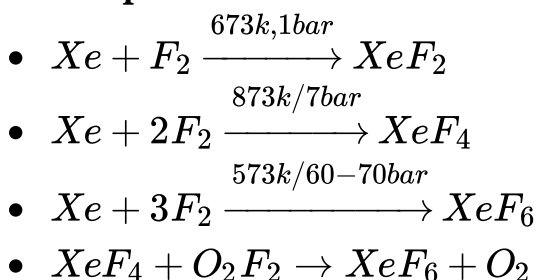 • Xe + F₂ —673k,1bar→ XeF₂
• Xe + 2F₂ —873k/7bar→ XeF₄
• Xe + 3F₂ —573k/60−70bar→ XeF₆
• XeF₄ + O₂F₂ → XeF₆ + O₂